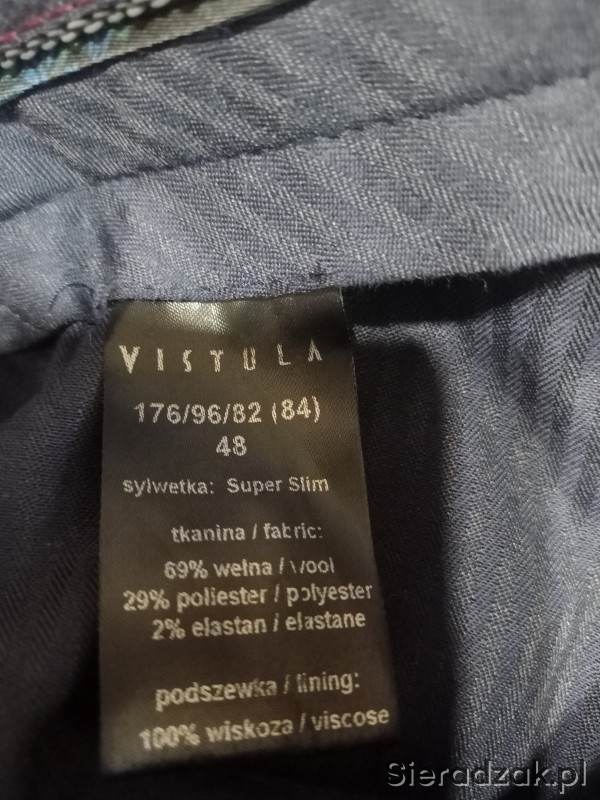 VISTULA
176/96/82 (84)
48
sylwetka: Super Slim
tkanina / fabric:
69% wełna / wool
29% poliester / polyester
2% elastan / elastane
podszewka / lining:
100% wiskoza / viscose
Sieradzak.pl